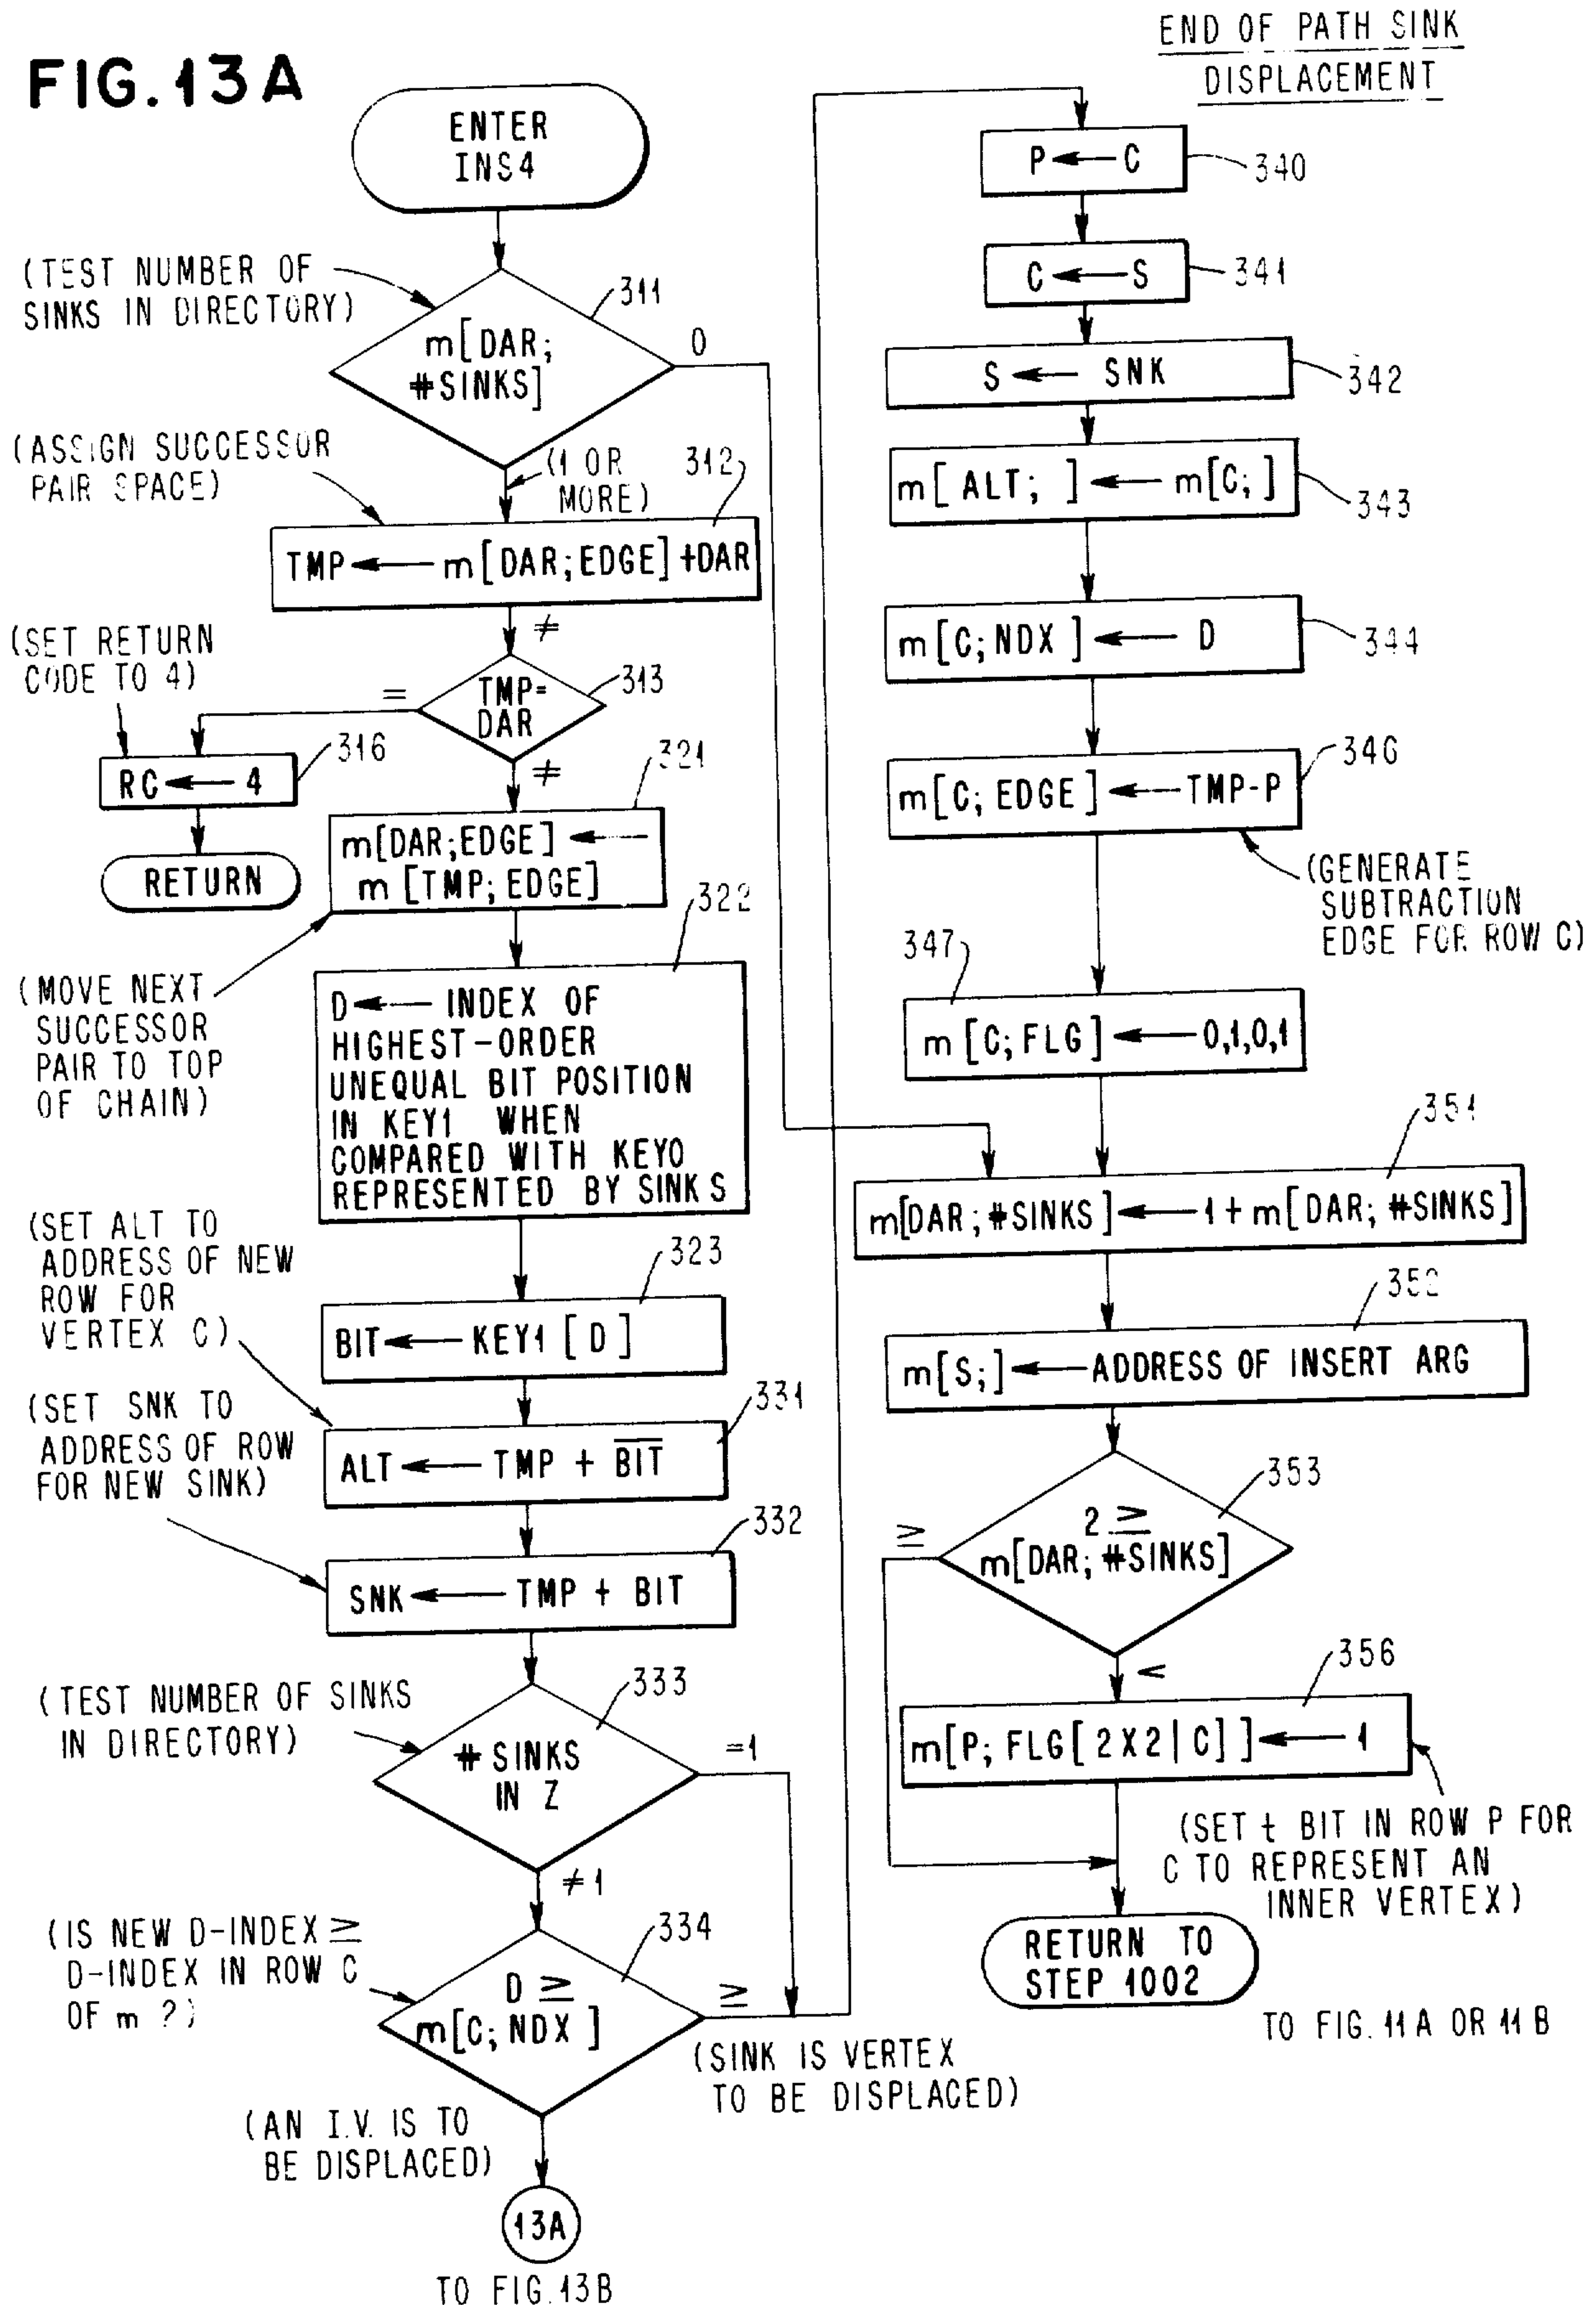 FIG. 13A
END OF PATH SINK
DISPLACEMENT
ENTER
INS4
(TEST NUMBER OF
SINKS IN DIRECTORY)
311
m[DAR;
#SINKS]
0
(1 OR
MORE)
(ASSIGN SUCCESSOR
PAIR SPACE)
312
TMP ← m[DAR;EDGE]+DAR
≠
(SET RETURN
CODE TO 4)
=
TMP=
DAR
313
≠
RC ← 4
316
RETURN
321
m[DAR;EDGE] ←
m[TMP;EDGE]
(MOVE NEXT
SUCCESSOR
PAIR TO TOP
OF CHAIN)
322
D ← INDEX OF
HIGHEST-ORDER
UNEQUAL BIT POSITION
IN KEY1 WHEN
COMPARED WITH KEY0
REPRESENTED BY SINK S
(SET ALT TO
ADDRESS OF NEW
ROW FOR
VERTEX C)
323
BIT ← KEY1[D]
331
ALT ← TMP + B̅I̅T̅
(SET SNK TO
ADDRESS OF ROW
FOR NEW SINK)
332
SNK ← TMP + BIT
(TEST NUMBER OF SINKS
IN DIRECTORY)
333
# SINKS
IN Z
=1
≠1
(IS NEW D-INDEX ≥
D-INDEX IN ROW C
OF m ?)
334
D ≥
m[C;NDX]
≥
(SINK IS VERTEX
TO BE DISPLACED)
(AN I.V. IS TO
BE DISPLACED)
13A
TO FIG. 13B
P ← C
340
C ← S
341
S ← SNK
342
m[ALT; ] ← m[C;]
343
m[C;NDX] ← D
344
m[C;EDGE] ← TMP-P
346
(GENERATE
SUBTRACTION
EDGE FOR ROW C)
347
m[C;FLG] ← 0,1,0,1
351
m[DAR;#SINKS] ← 1+m[DAR;#SINKS]
352
m[S;] ← ADDRESS OF INSERT ARG
353
2 ≥
m[DAR;#SINKS]
≥
<
356
m[P;FLG[2X2|C]] ← 1
(SET t BIT IN ROW P FOR
C TO REPRESENT AN
INNER VERTEX)
RETURN TO
STEP 1002
TO FIG. 11A OR 11B